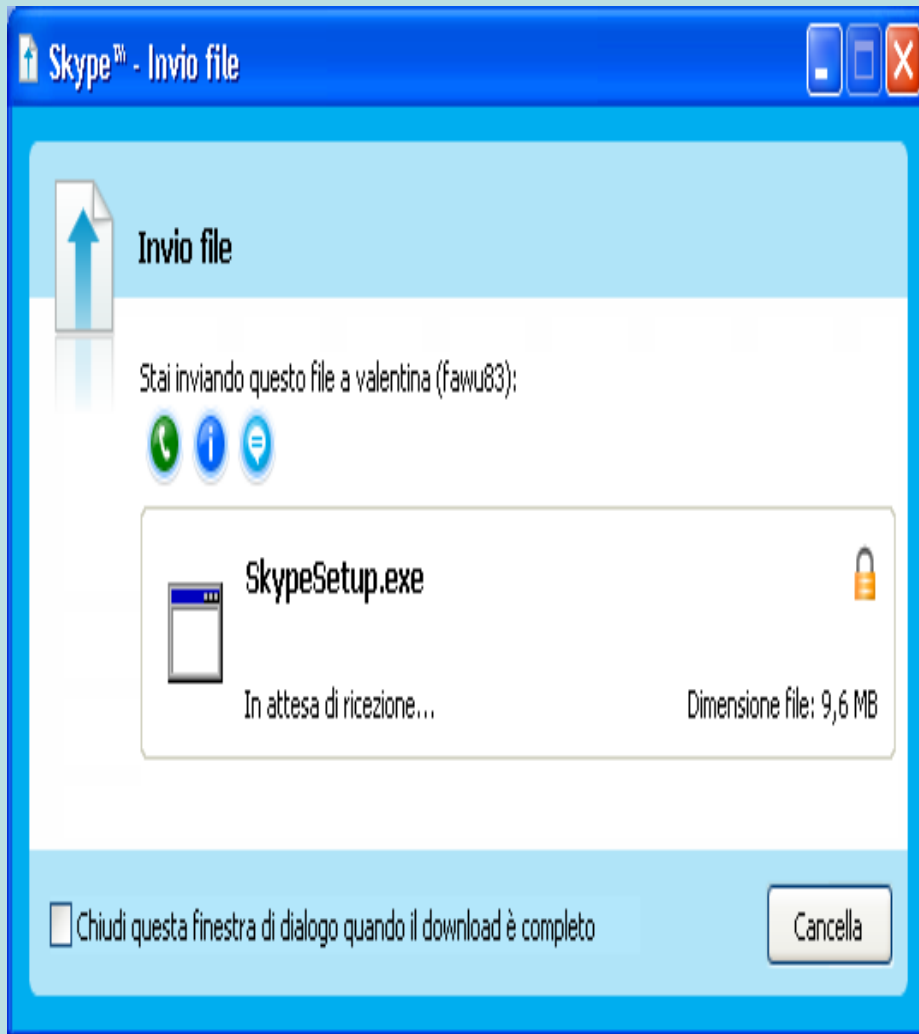 Skype™ - Invio file
Invio file
Stai inviando questo file a valentina (fawu83):
SkypeSetup.exe
In attesa di ricezione...
Dimensione file: 9,6 MB
Chiudi questa finestra di dialogo quando il download è completo
Cancella